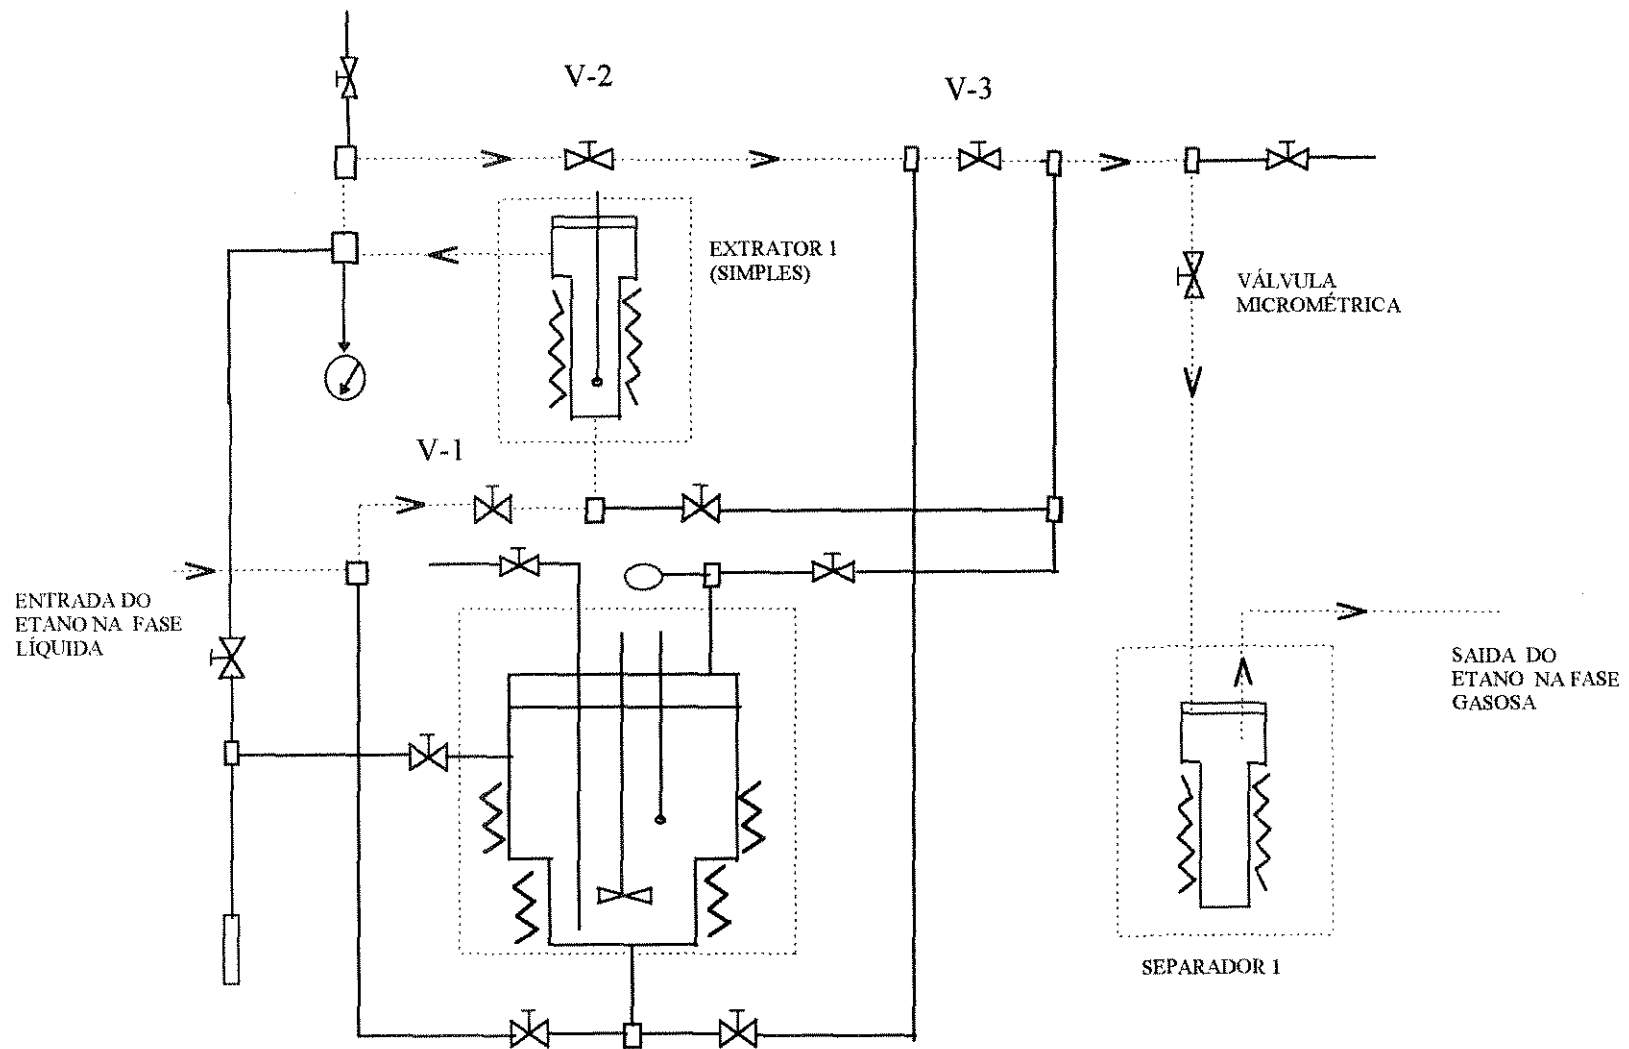 V-2
V-3
EXTRATOR 1
(SIMPLES)
VÁLVULA
MICROMÉTRICA
V-1
ENTRADA DO
ETANO NA FASE
LÍQUIDA
SAIDA DO
ETANO NA FASE
GASOSA
SEPARADOR 1